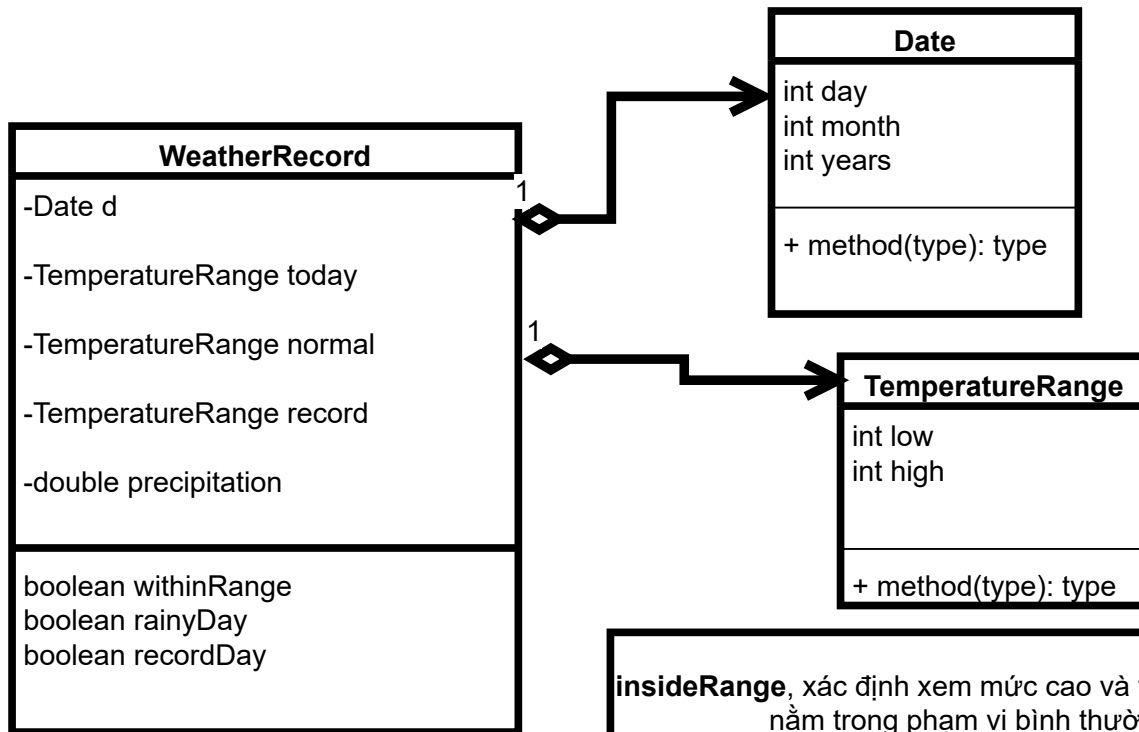 WeatherRecord
-Date d
-TemperatureRange today
-TemperatureRange normal
-TemperatureRange record
-double precipitation
boolean withinRange
boolean rainyDay
boolean recordDay
1
1
Date
int day
int month
int years
+ method(type): type
TemperatureRange
int low
int high
+ method(type): type
insideRange, xác định xem mức cao và
nằm trong phạm vi bình